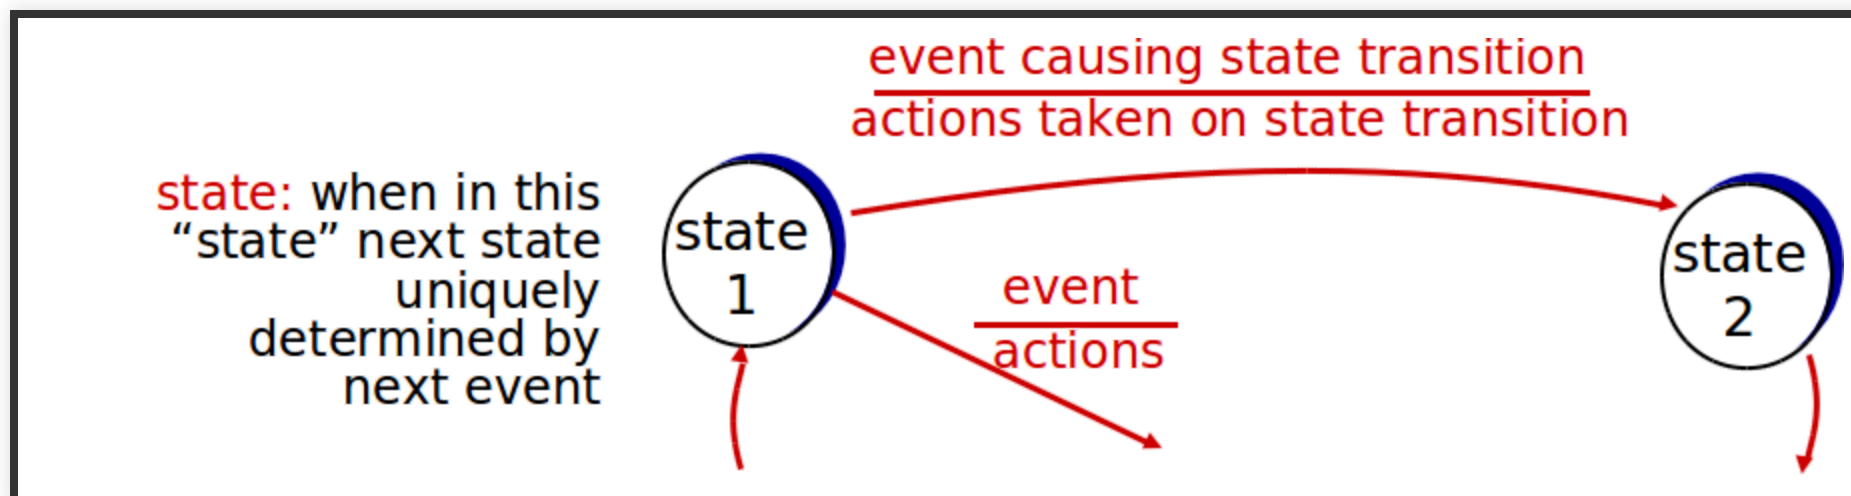 event causing state transition
actions taken on state transition
state: when in this
“state” next state
uniquely
determined by
next event
state
1
event
actions
state
2